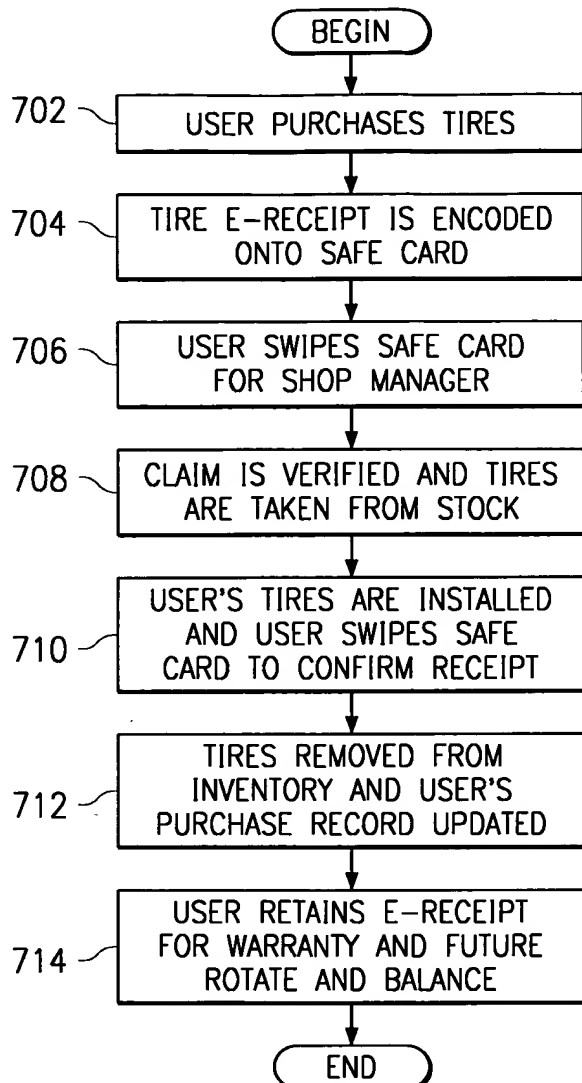 BEGIN
702
USER PURCHASES TIRES
704
TIRE E-RECEIPT IS ENCODED
ONTO SAFE CARD
706
USER SWIPES SAFE CARD
FOR SHOP MANAGER
708
CLAIM IS VERIFIED AND TIRES
ARE TAKEN FROM STOCK
710
USER'S TIRES ARE INSTALLED
AND USER SWIPES SAFE
CARD TO CONFIRM RECEIPT
712
TIRES REMOVED FROM
INVENTORY AND USER'S
PURCHASE RECORD UPDATED
714
USER RETAINS E-RECEIPT
FOR WARRANTY AND FUTURE
ROTATE AND BALANCE
END